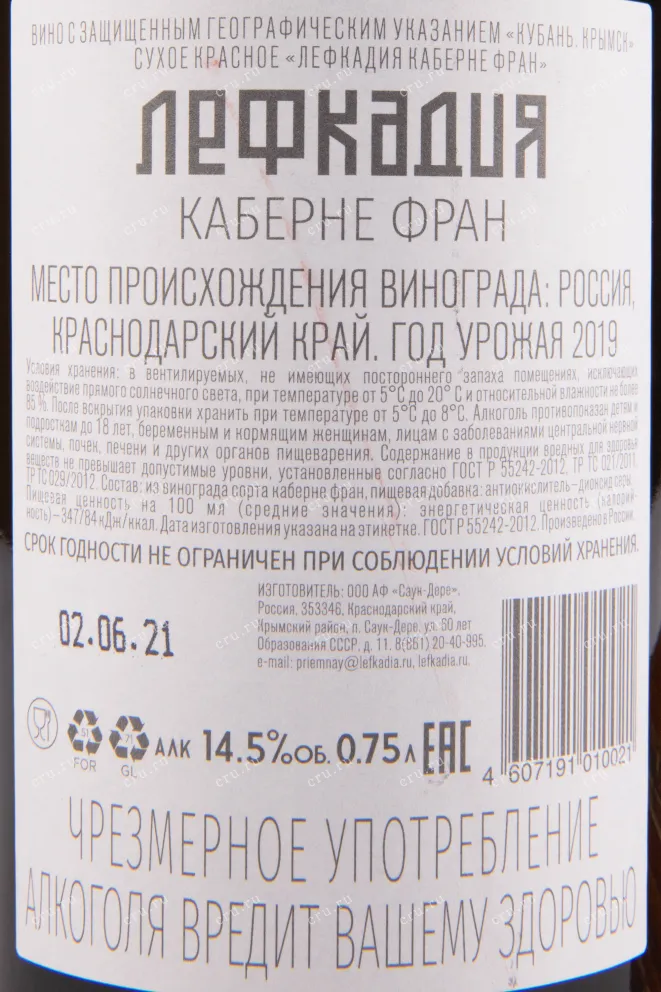 ВИНО С ЗАЩИЩЕННЫМ ГЕОГРАФИЧЕСКИМ УКАЗАНИЕМ «КУБАНЬ. КРЫМСК»
СУХОЕ КРАСНОЕ «ЛЕФКАДИЯ КАБЕРНЕ ФРАН»
ЛЕФКАДИЯ
КАБЕРНЕ ФРАН
МЕСТО ПРОИСХОЖДЕНИЯ ВИНОГРАДА: РОССИЯ,
КРАСНОДАРСКИЙ КРАЙ. ГОД УРОЖАЯ 2019
Условия хранения: в вентилируемых, не имеющих постороннего запаха помещениях, исключающих
воздействие прямого солнечного света, при температуре от 5°С до 20° С и относительной влажности не более
85 %. После вскрытия упаковки хранить при температуре от 5°С до 8°С. Алкоголь противопоказан детям и
подросткам до 18 лет, беременным и кормящим женщинам, лицам с заболеваниями центральной нервной
системы, почек, печени и других органов пищеварения. Содержание в продукции вредных для здоровья
веществ не превышает допустимые уровни, установленные согласно ГОСТ Р 55242-2012, ТР ТС 021/2011,
ТР ТС 029/2012. Состав: из винограда сорта каберне фран, пищевая добавка: антиокислитель – диоксид серы.
Пищевая ценность на 100 мл (средние значения): энергетическая ценность (калорий-
ность) – 347/84 кДж/ккал. Дата изготовления указана на этикетке. ГОСТ Р 55242-2012. Произведено в России.
СРОК ГОДНОСТИ НЕ ОГРАНИЧЕН ПРИ СОБЛЮДЕНИИ УСЛОВИЙ ХРАНЕНИЯ.
02.06.21
ИЗГОТОВИТЕЛЬ: ООО АФ «Саук-Дере»,
Россия, 353346, Краснодарский край,
Крымский район, п. Саук-Дере, ул. 60 лет
Образования СССР, д. 11. 8(861) 20-40-995.
e-mail: priemnay@lefkadia.ru, lefkadia.ru.
51
FOR
71
GL
АЛК 14.5%ОБ. 0.75 Л ЕАС
4 607191 010021
ЧРЕЗМЕРНОЕ УПОТРЕБЛЕНИЕ
АЛКОГОЛЯ ВРЕДИТ ВАШЕМУ ЗДОРОВЬЮ